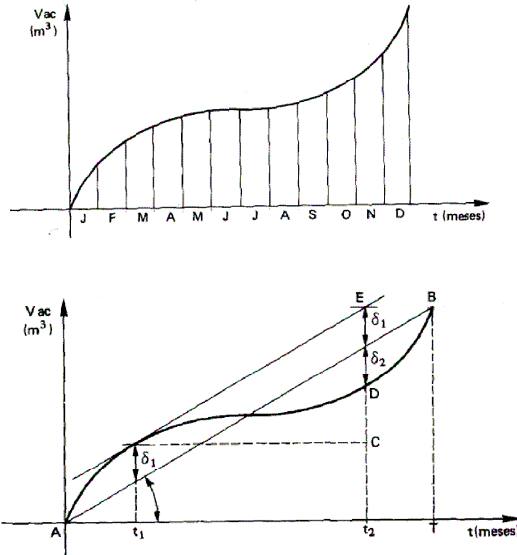 Vac
(m³)
J F M A M J J A S O N D t (meses)
Vac
(m³)
E B
δ₁
δ₂
D
C
δ₁
A t₁ t₂ T t(meses)